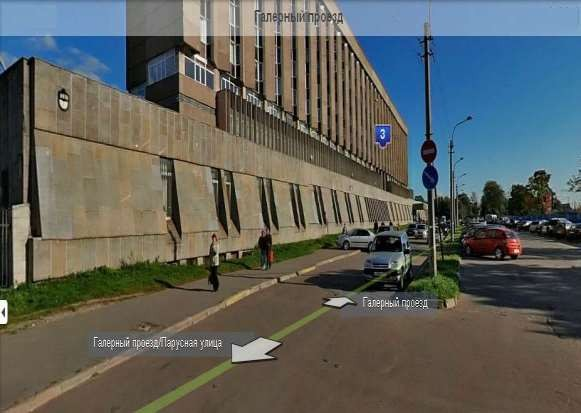 Галерный проезд
3
Галерный проезд
Галерный проезд/Парусная улица